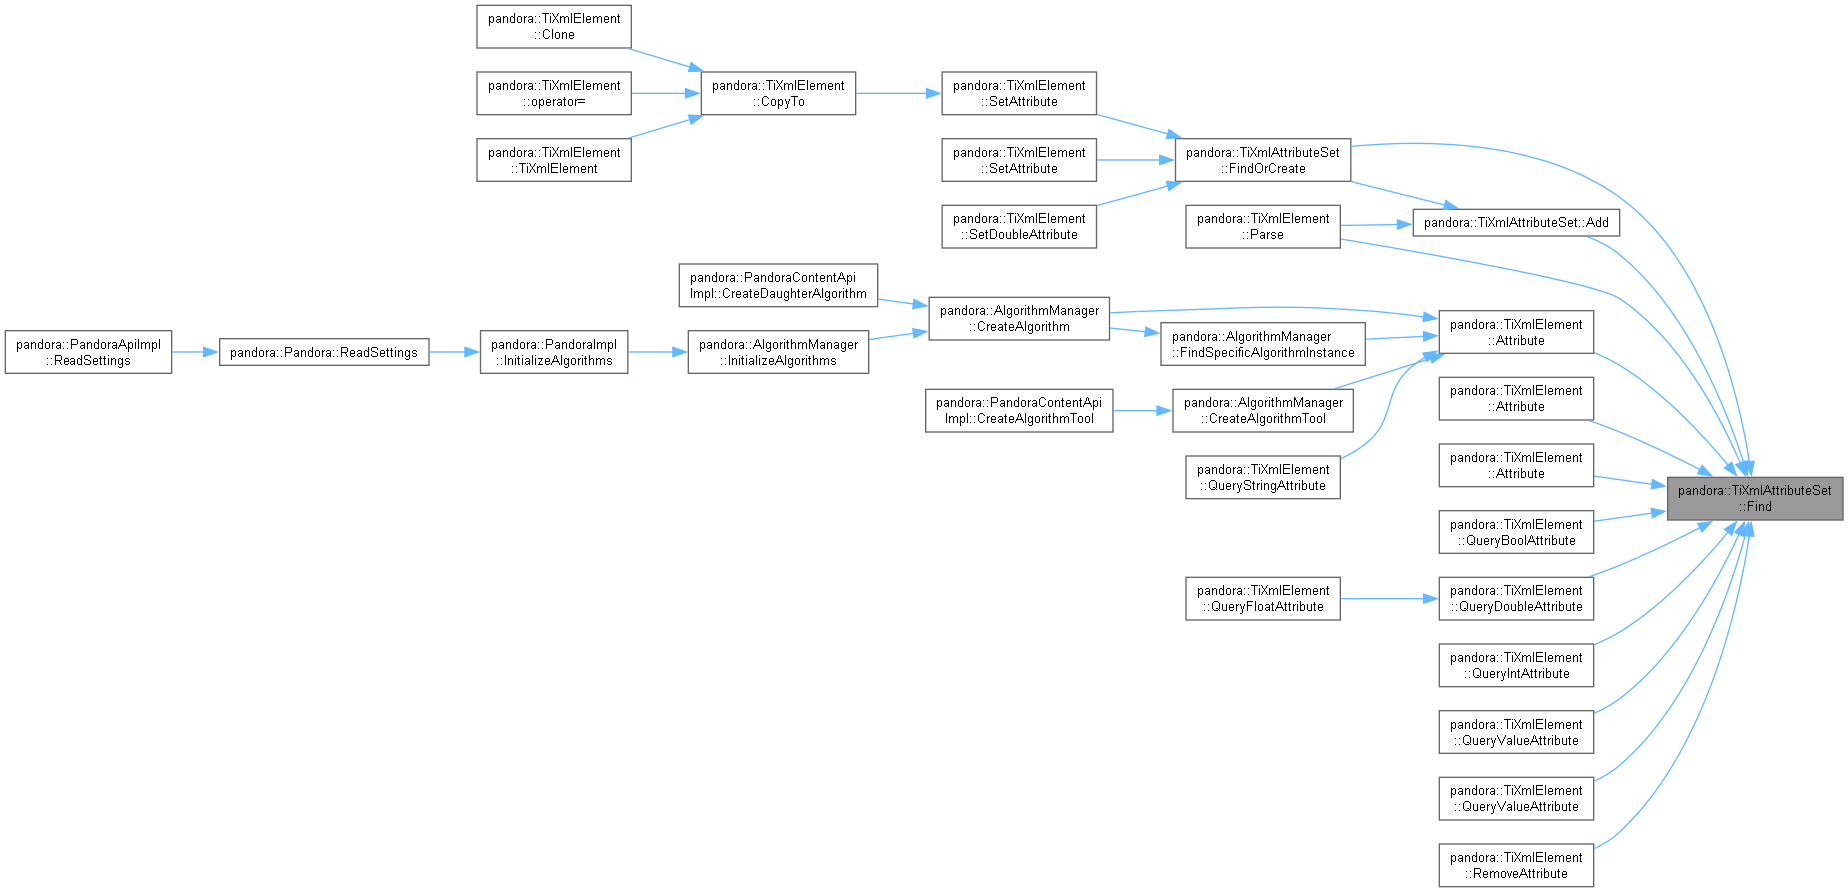 pandora::TiXmlElement
::Clone
pandora::TiXmlElement
::operator=
pandora::TiXmlElement
::TiXmlElement
pandora::TiXmlElement
::CopyTo
pandora::TiXmlElement
::SetAttribute
pandora::TiXmlElement
::SetAttribute
pandora::TiXmlElement
::SetDoubleAttribute
pandora::TiXmlAttributeSet
::FindOrCreate
pandora::TiXmlElement
::Parse
pandora::TiXmlAttributeSet::Add
pandora::PandoraContentApi
Impl::CreateDaughterAlgorithm
pandora::AlgorithmManager
::CreateAlgorithm
pandora::PandoraApiImpl
::ReadSettings
pandora::Pandora::ReadSettings
pandora::PandoraImpl
::InitializeAlgorithms
pandora::AlgorithmManager
::InitializeAlgorithms
pandora::AlgorithmManager
::FindSpecificAlgorithmInstance
pandora::TiXmlElement
::Attribute
pandora::PandoraContentApi
Impl::CreateAlgorithmTool
pandora::AlgorithmManager
::CreateAlgorithmTool
pandora::TiXmlElement
::Attribute
pandora::TiXmlElement
::QueryStringAttribute
pandora::TiXmlElement
::Attribute
pandora::TiXmlAttributeSet
::Find
pandora::TiXmlElement
::QueryBoolAttribute
pandora::TiXmlElement
::QueryFloatAttribute
pandora::TiXmlElement
::QueryDoubleAttribute
pandora::TiXmlElement
::QueryIntAttribute
pandora::TiXmlElement
::QueryValueAttribute
pandora::TiXmlElement
::QueryValueAttribute
pandora::TiXmlElement
::RemoveAttribute